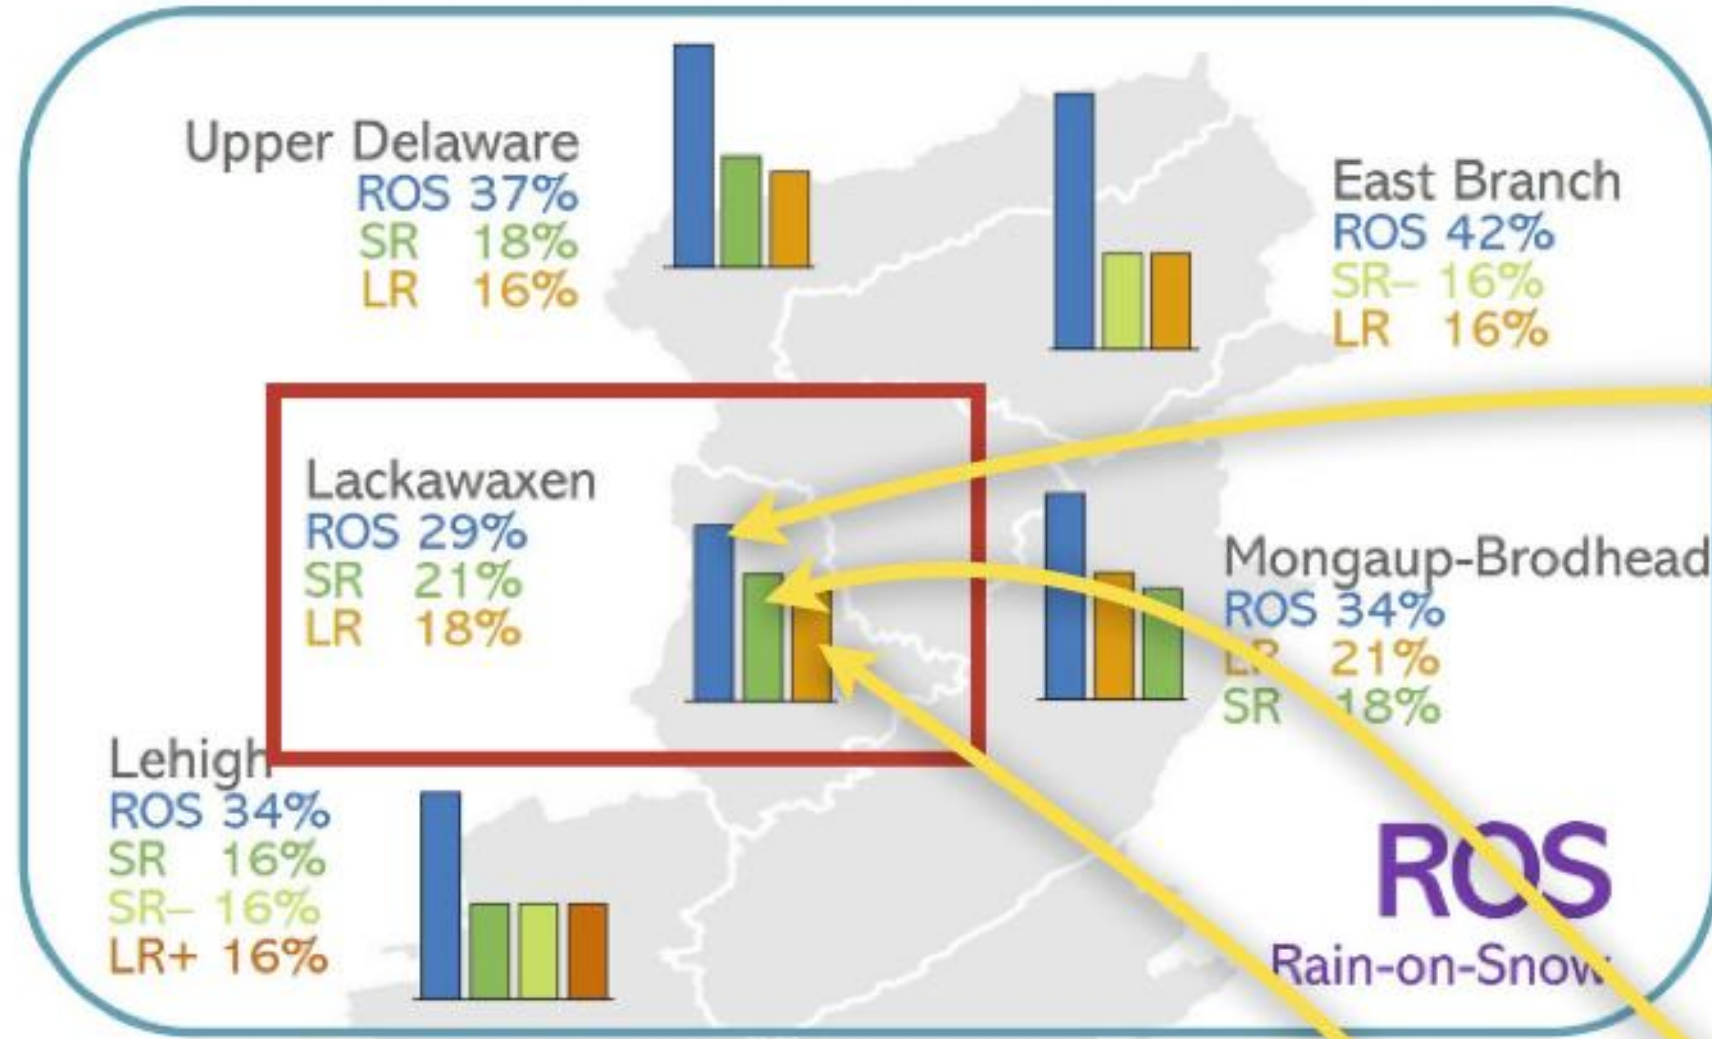 Upper Delaware
ROS 37%
SR 18%
LR 16%
East Branch
ROS 42%
SR– 16%
LR 16%
Lackawaxen
ROS 29%
SR 21%
LR 18%
Mongaup-Brodhead
ROS 34%
LR 21%
SR 18%
Lehigh
ROS 34%
SR 16%
SR– 16%
LR+ 16%
ROS
Rain-on-Snow